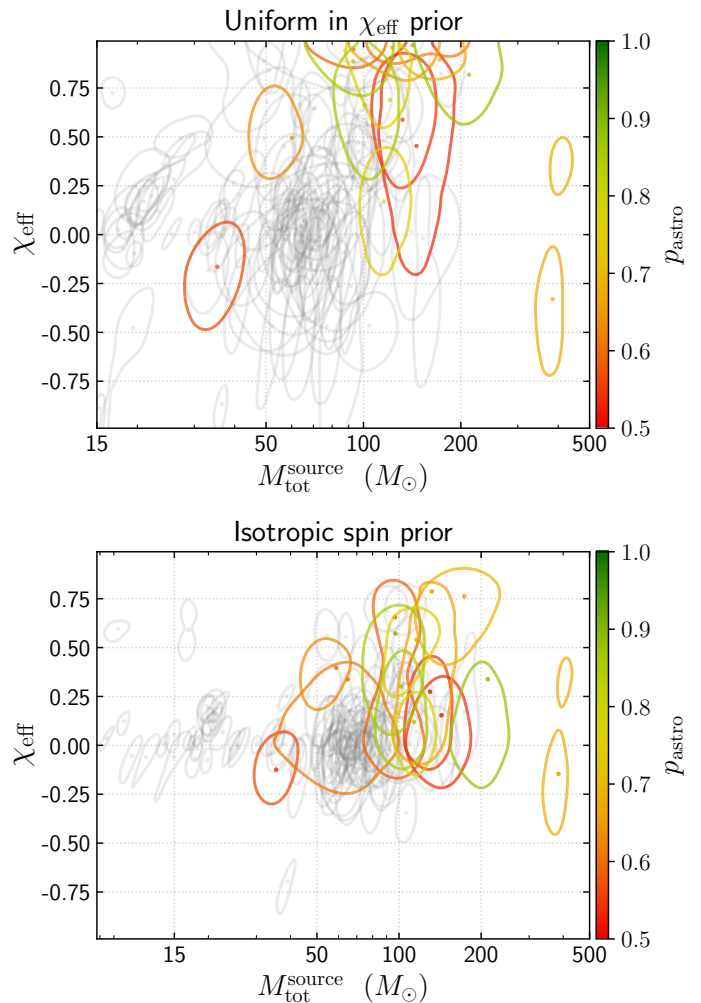 Uniform in χeff prior
0.75
0.50
0.25
0.00
-0.25
-0.50
-0.75
χeff
15 50 100 200 500
M_tot^source (M⊙)
1.0
0.9
0.8
0.7
0.6
0.5
p_astro
Isotropic spin prior
0.75
0.50
0.25
0.00
-0.25
-0.50
-0.75
χeff
15 50 100 200 500
M_tot^source (M⊙)
1.0
0.9
0.8
0.7
0.6
0.5
p_astro